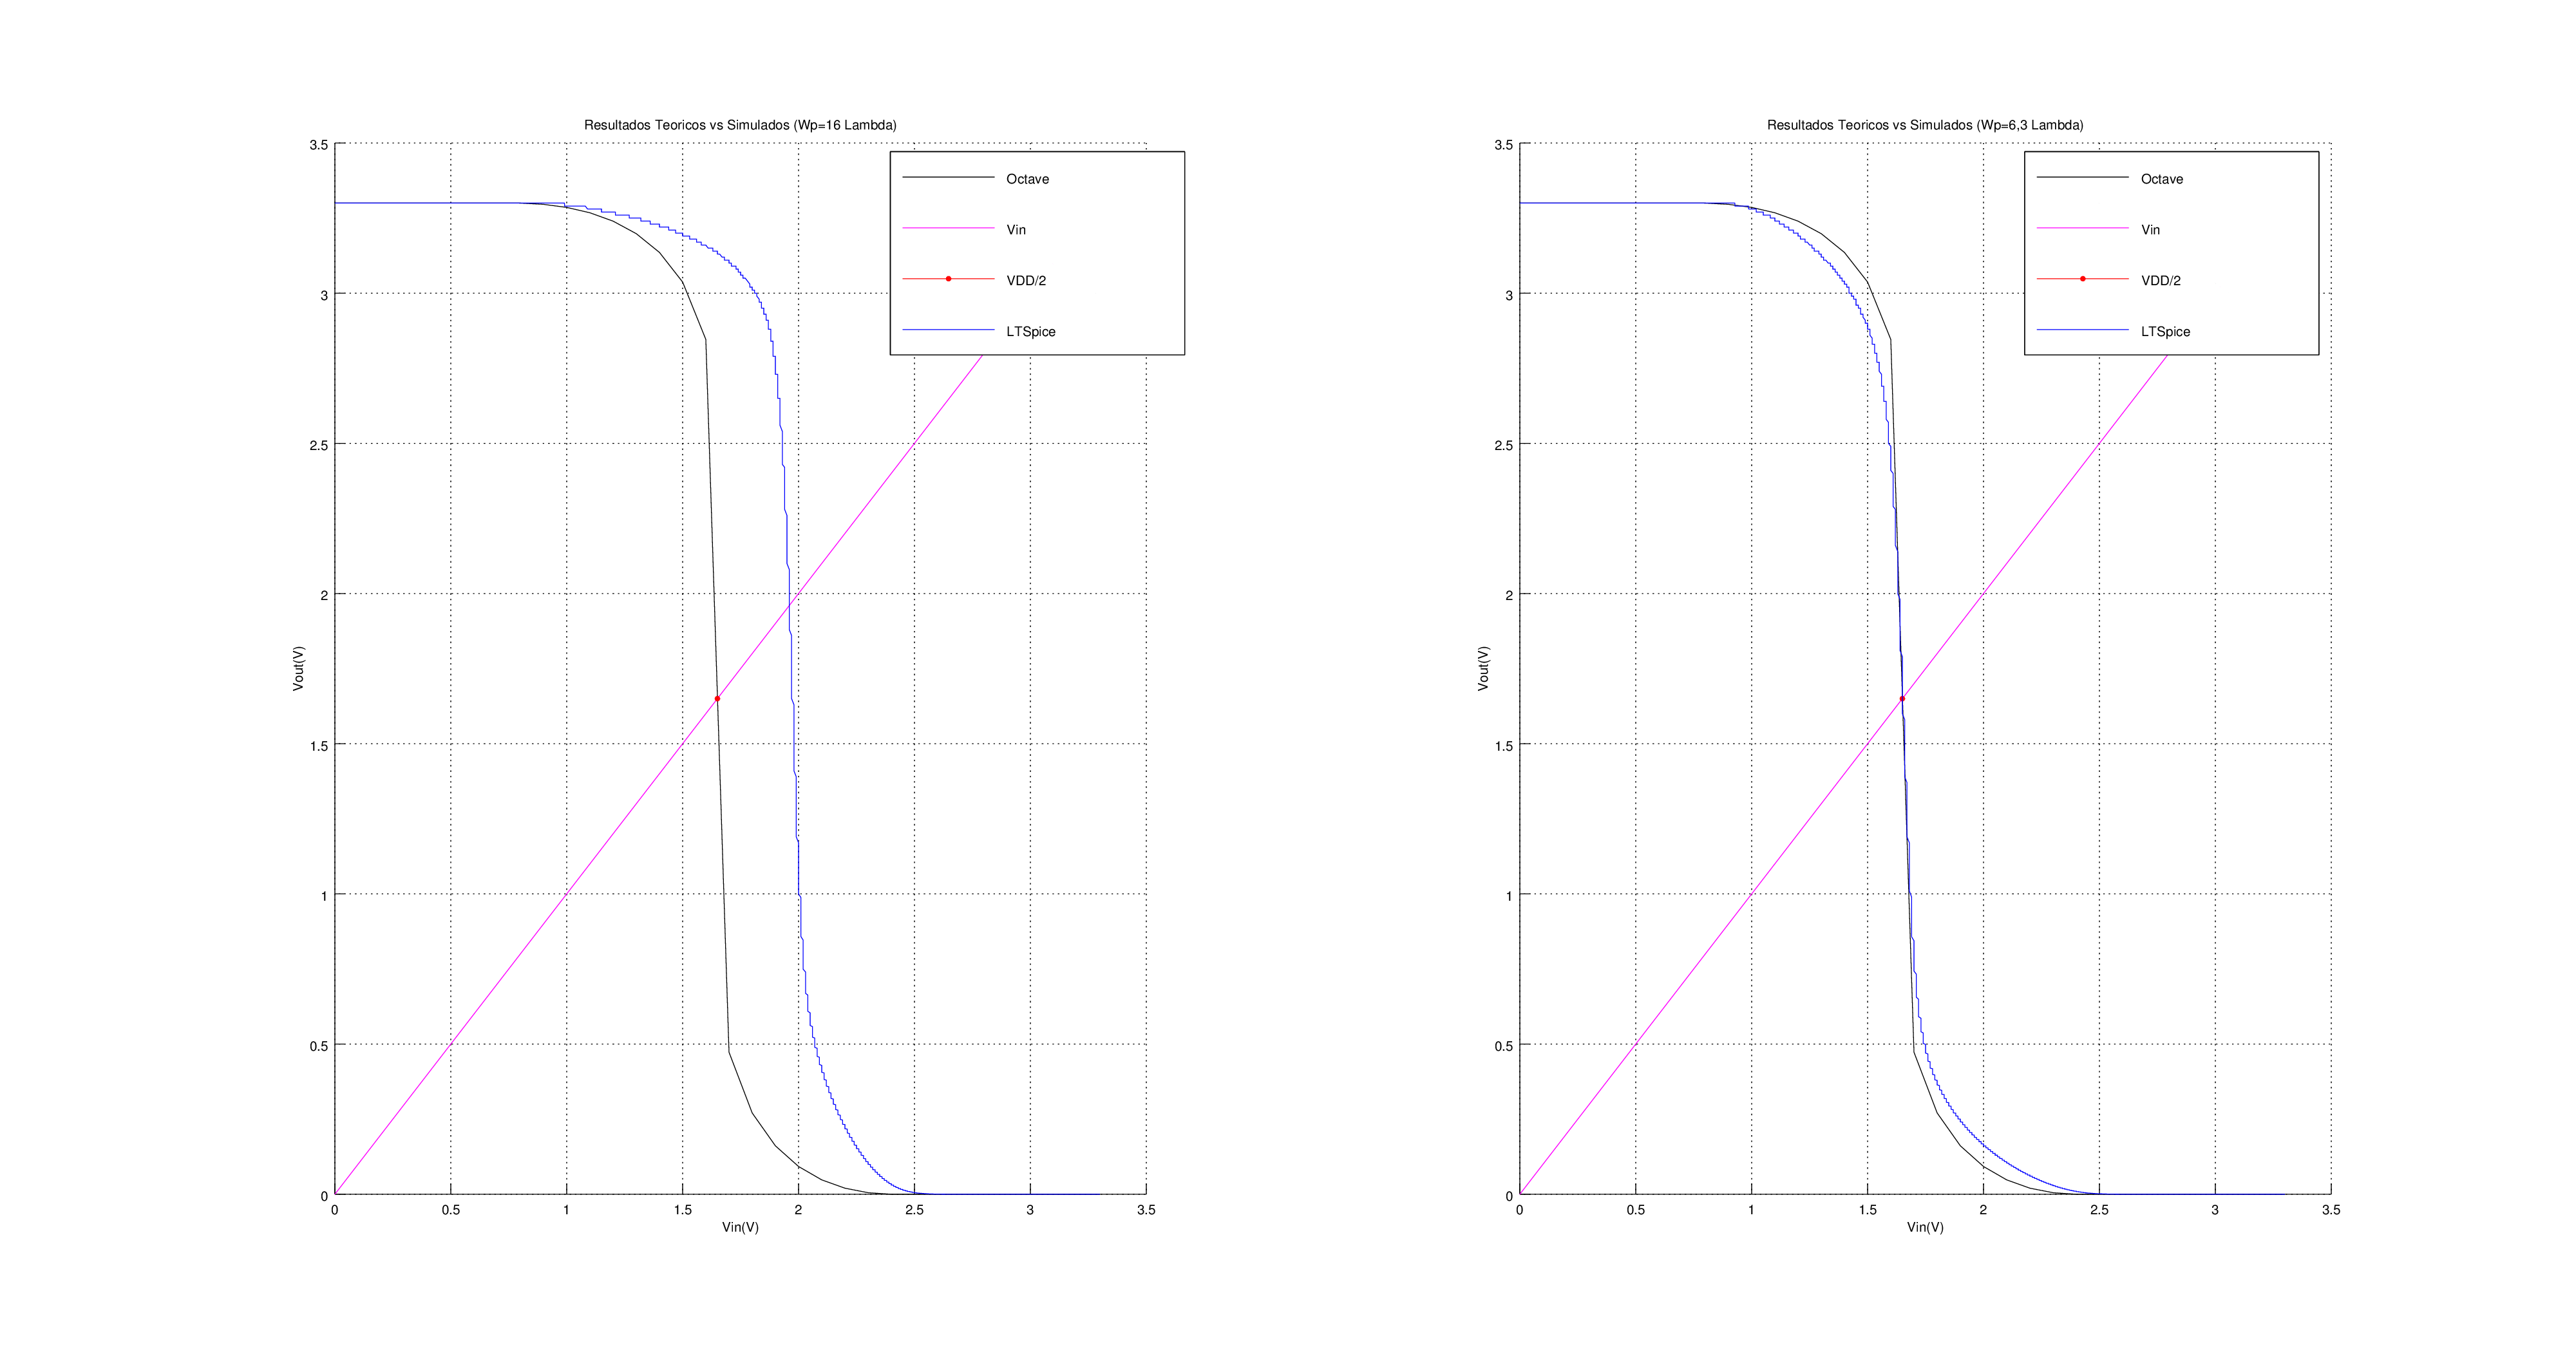 Resultados Teoricos vs Simulados (Wp=16 Lambda)
3.5
3
2.5
2
1.5
1
0.5
0
Vout(V)
0 0.5 1 1.5 2 2.5 3 3.5
Vin(V)
Octave
Vin
VDD/2
LTSpice
Resultados Teoricos vs Simulados (Wp=6,3 Lambda)
3.5
3
2.5
2
1.5
1
0.5
0
Vout(V)
0 0.5 1 1.5 2 2.5 3 3.5
Vin(V)
Octave
Vin
VDD/2
LTSpice